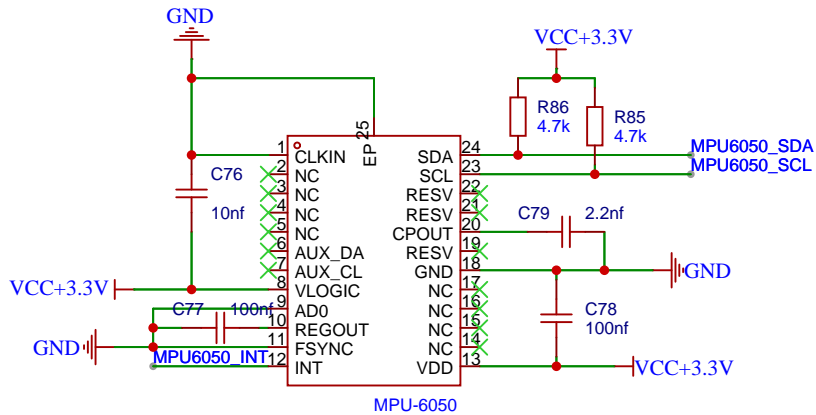 GND
VCC+3.3V
R86
4.7k
R85
4.7k
EP 25
1 CLKIN
2 NC
3 NC
4 NC
5 NC
6 AUX_DA
7 AUX_CL
8 VLOGIC
9 AD0
10 REGOUT
11 FSYNC
12 INT
SDA 24
SCL 23
RESV 22
RESV 21
CPOUT 20
RESV 19
GND 18
NC 17
NC 16
NC 15
NC 14
VDD 13
MPU6050_SDA
MPU6050_SCL
C76
10nf
C79 2.2nf
GND
VCC+3.3V
C77 100nf
C78
100nf
GND
MPU6050_INT
VCC+3.3V
MPU-6050